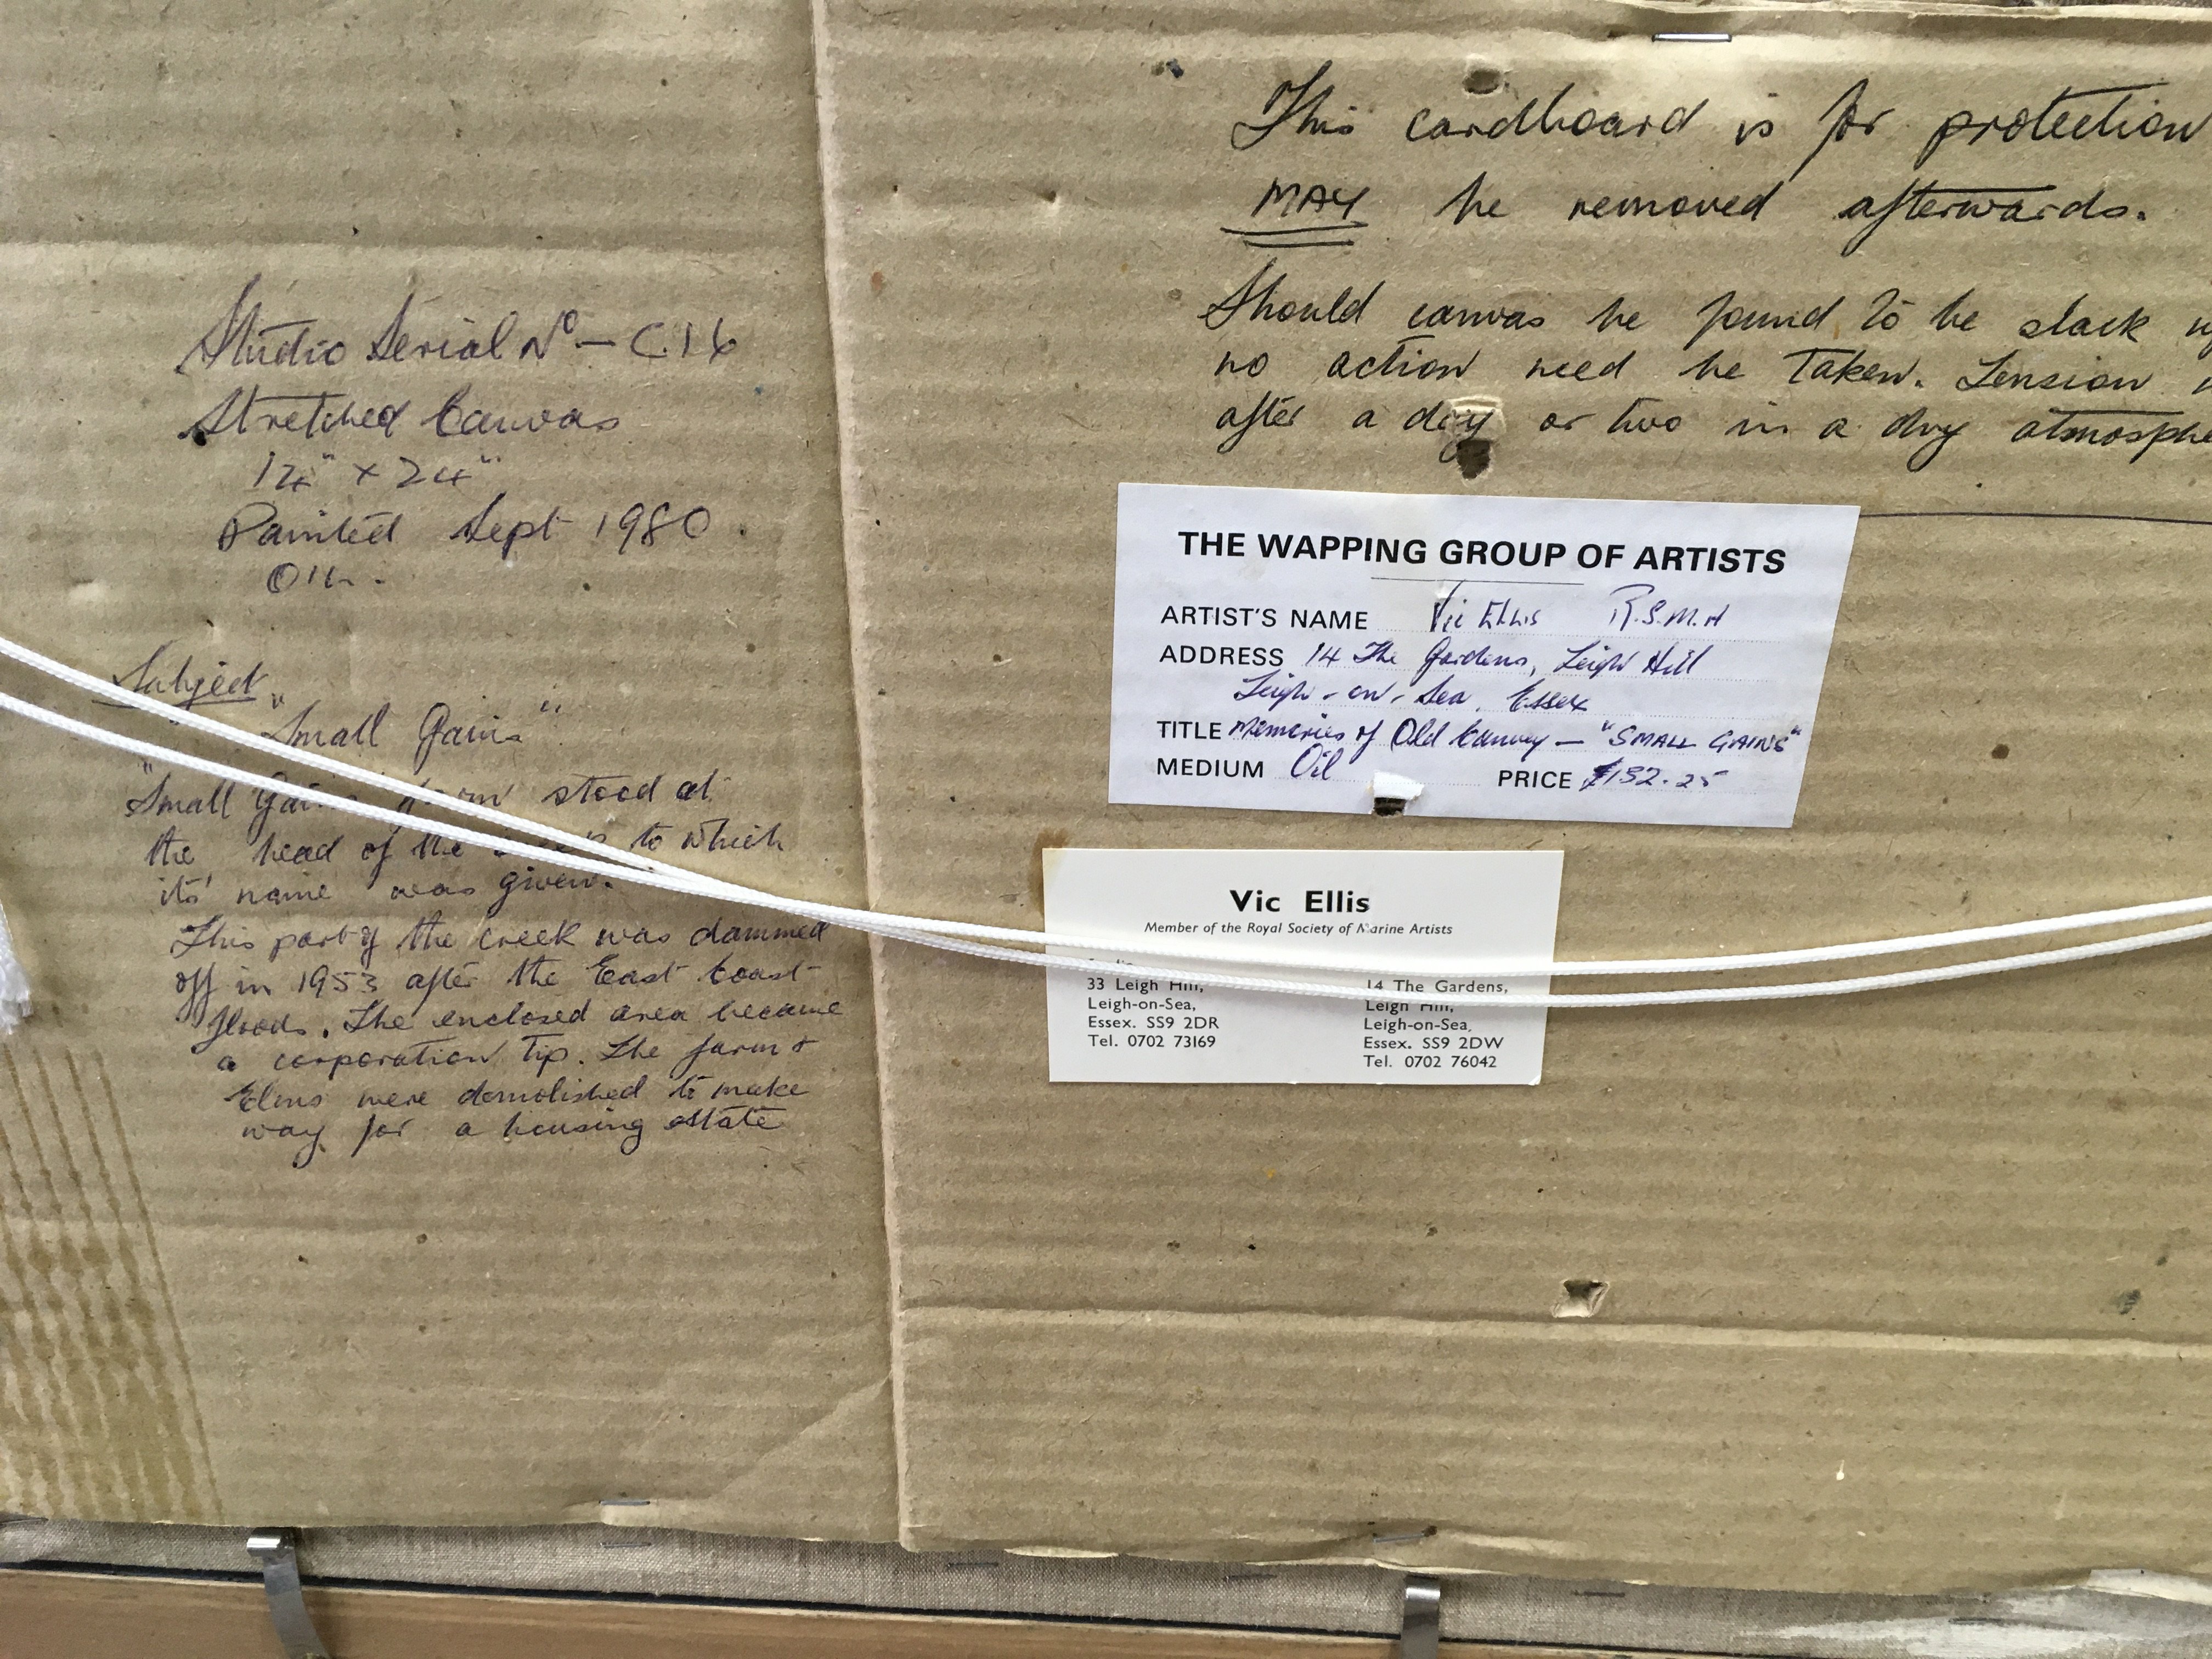 Studio Serial No – C16
Stretched Canvas
" x 24"
Painted Sept 1980.
OIL.
Subject
"Small Gains"
"Small Gains Farm stood at
the head of the creek to which
its' name was given.
This part of the creek was dammed
off in 1953 after the East Coast
floods. The enclosed area became
a corporation tip. The farm &
Elms were demolished to make
way for a housing estate
This cardboard is for protection
MAY be removed afterwards.
Should canvas be found to be slack
no action need be taken. Tension
after a day or two in a dry atmosphe
THE WAPPING GROUP OF ARTISTS
ARTIST'S NAME Vic Ellis R.S.M.A
ADDRESS 14 The Gardens, Leigh Hill
Leigh-on-Sea, Essex
TITLE Memories of Old Canvey – "SMALL GAINS"
MEDIUM Oil PRICE £132.25
Vic Ellis
Member of the Royal Society of Marine Artists
33 Leigh Hill,
Leigh-on-Sea,
Essex. SS9 2DR
Tel. 0702 73169
14 The Gardens,
Leigh Hill,
Leigh-on-Sea,
Essex. SS9 2DW
Tel. 0702 76042